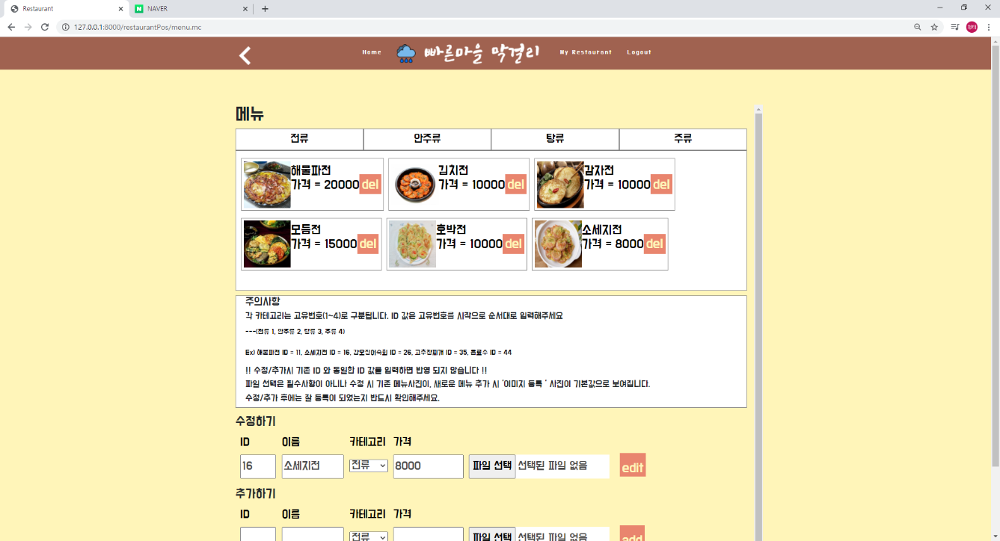 Restaurant
NAVER
127.0.0.1:8000/restaurantPos/menu.mc
Home
빠른마을 막걸리
My Restaurant
Logout
메뉴
전류 안주류 탕류 주류
해물파전
가격 = 20000 del
김치전
가격 = 10000 del
감자전
가격 = 10000 del
모듬전
가격 = 15000 del
호박전
가격 = 10000 del
소세지전
가격 = 8000 del
주의사항
각 카테고리는 고유번호(1~4)로 구분됩니다. ID 값은 고유번호를 시작으로 순서대로 입력해주세요
---(전류 1, 안주류 2, 탕류 3, 주류 4)
Ex) 해물파전 ID = 11, 소세지전 ID = 16, 갑오징어숙회 ID = 26, 고추장찌개 ID = 35, 음료수 ID = 44
!! 수정/추가시 기존 ID 와 동일한 ID 값을 입력하면 반영 되지 않습니다 !!
파일 선택은 필수사항이 아니나 수정 시 기존 메뉴사진이, 새로운 메뉴 추가 시 '이미지 등록 ' 사진이 기본값으로 보여집니다.
수정/추가 후에는 잘 등록이 되었는지 반드시 확인해주세요.
수정하기
ID 이름 카테고리 가격
16 소세지전 전류 8000 파일 선택 선택된 파일 없음 edit
추가하기
ID 이름 카테고리 가격
전류 파일 선택 선택된 파일 없음 add